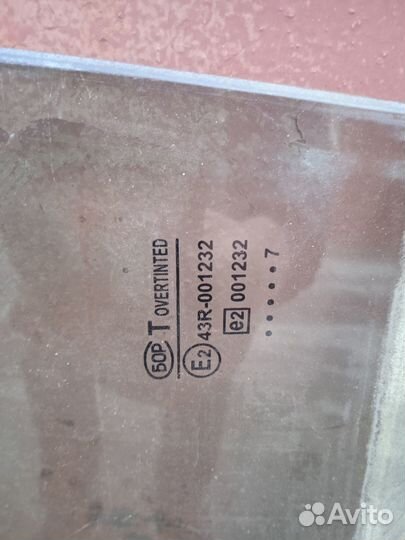 БОР T OVERTINTED
E2 43R-001232
e2 001232
......7
Avito